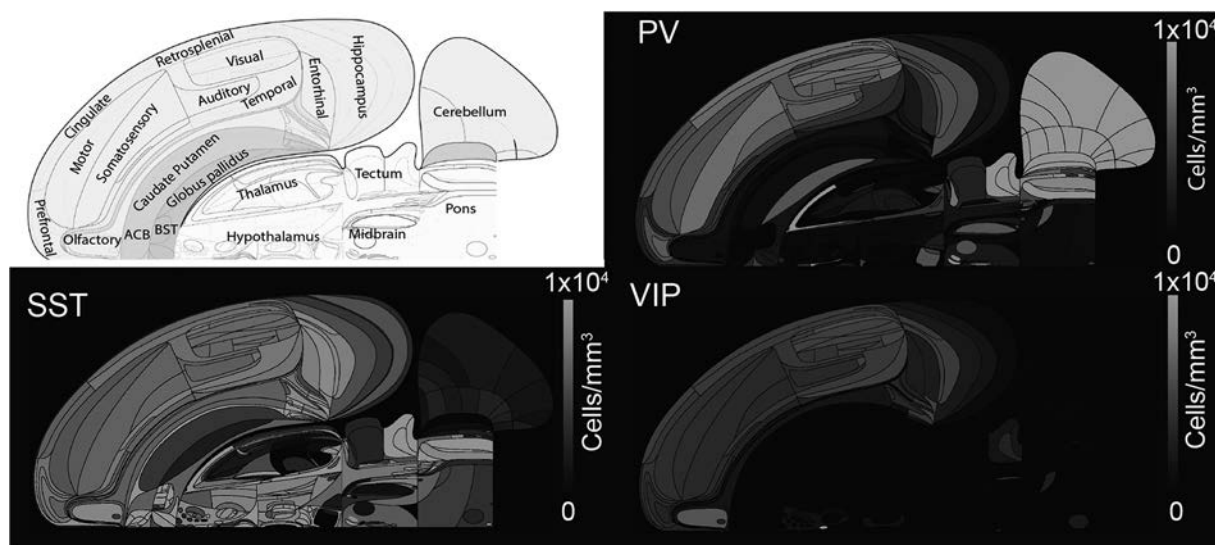 Retrosplenial
Visual
Auditory
Temporal
Entorhinal
Hippocampus
Cingulate
Motor
Somatosensory
Caudate Putamen
Globus pallidus
Thalamus
Tectum
Cerebellum
Pons
Prefrontal
Olfactory
ACB
BST
Hypothalamus
Midbrain
PV
1x10⁴
Cells/mm³
0
SST
1x10⁴
Cells/mm³
0
VIP
1x10⁴
Cells/mm³
0